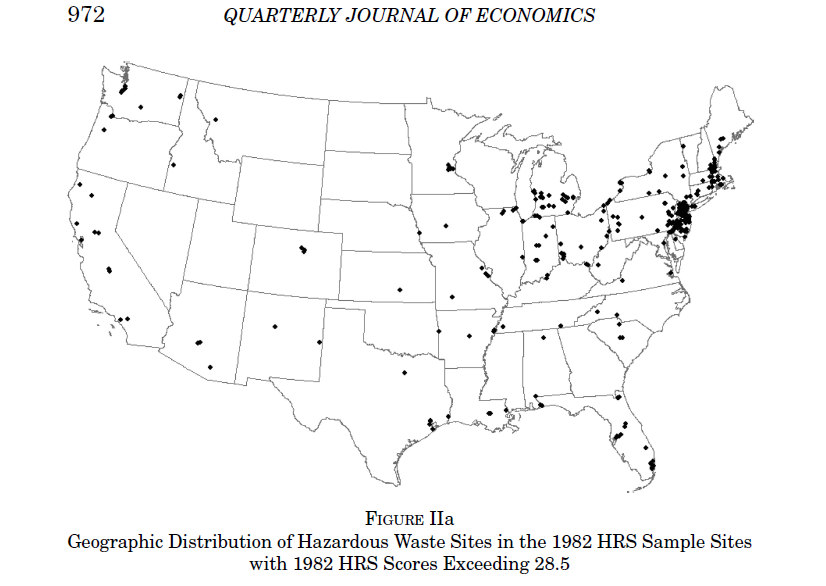 972 QUARTERLY JOURNAL OF ECONOMICS
FIGURE IIa
Geographic Distribution of Hazardous Waste Sites in the 1982 HRS Sample Sites
with 1982 HRS Scores Exceeding 28.5